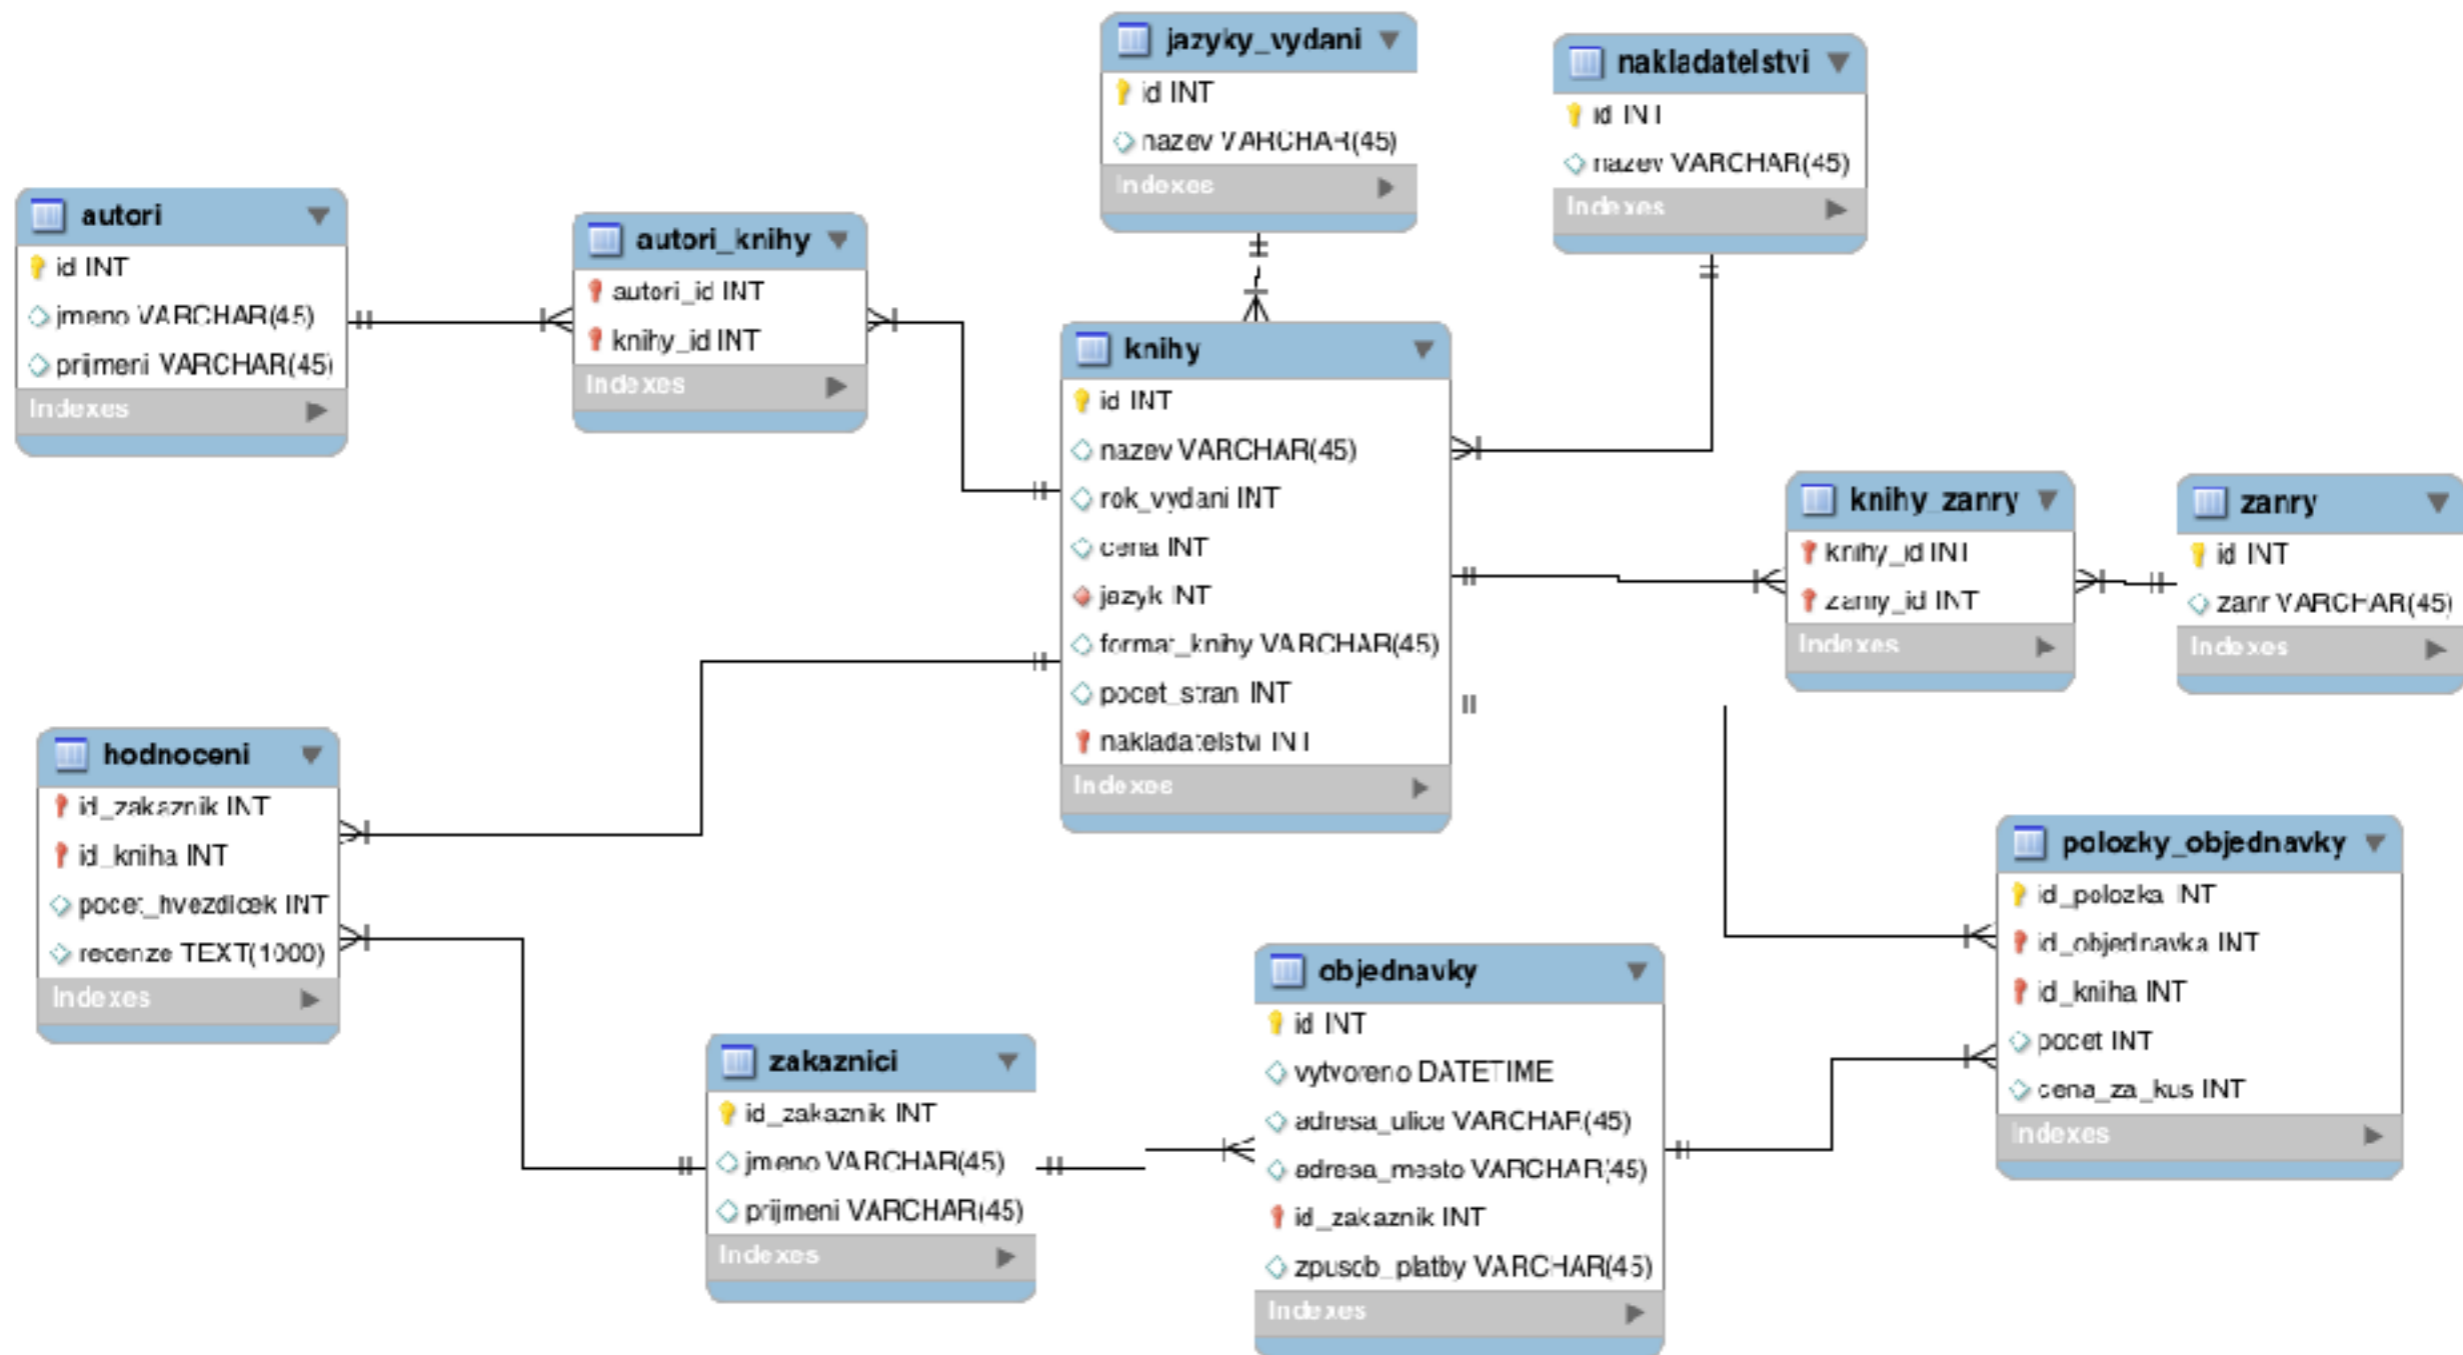 jazyky_vydani
id INT
nazev VARCHAR(45)
Indexes
nakladatelstvi
id INT
nazev VARCHAR(45)
Indexes
autori
id INT
jmeno VARCHAR(45)
prijmeni VARCHAR(45)
Indexes
autori_knihy
autori_id INT
knihy_id INT
Indexes
knihy
id INT
nazev VARCHAR(45)
rok_vydani INT
cena INT
jazyk INT
format_knihy VARCHAR(45)
pocet_stran INT
nakladatelstvi INT
Indexes
knihy_zanry
knihy_id INT
zanry_id INT
Indexes
zanry
id INT
zanr VARCHAR(45)
Indexes
hodnoceni
id_zakaznik INT
id_kniha INT
pocet_hvezdicek INT
recenze TEXT(1000)
Indexes
zakaznici
id_zakaznik INT
jmeno VARCHAR(45)
prijmeni VARCHAR(45)
Indexes
objednavky
id INT
vytvoreno DATETIME
adresa_ulice VARCHAR(45)
adresa_mesto VARCHAR(45)
id_zakaznik INT
zpusob_platby VARCHAR(45)
Indexes
polozky_objednavky
id_polozka INT
id_objednavka INT
id_kniha INT
pocet INT
cena_za_kus INT
Indexes